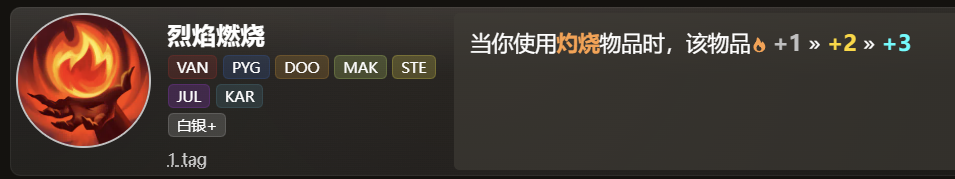 烈焰燃烧
VAN PYG DOO MAK STE
JUL KAR
白银+
1 tag
当你使用灼烧物品时，该物品 +1 » +2 » +3